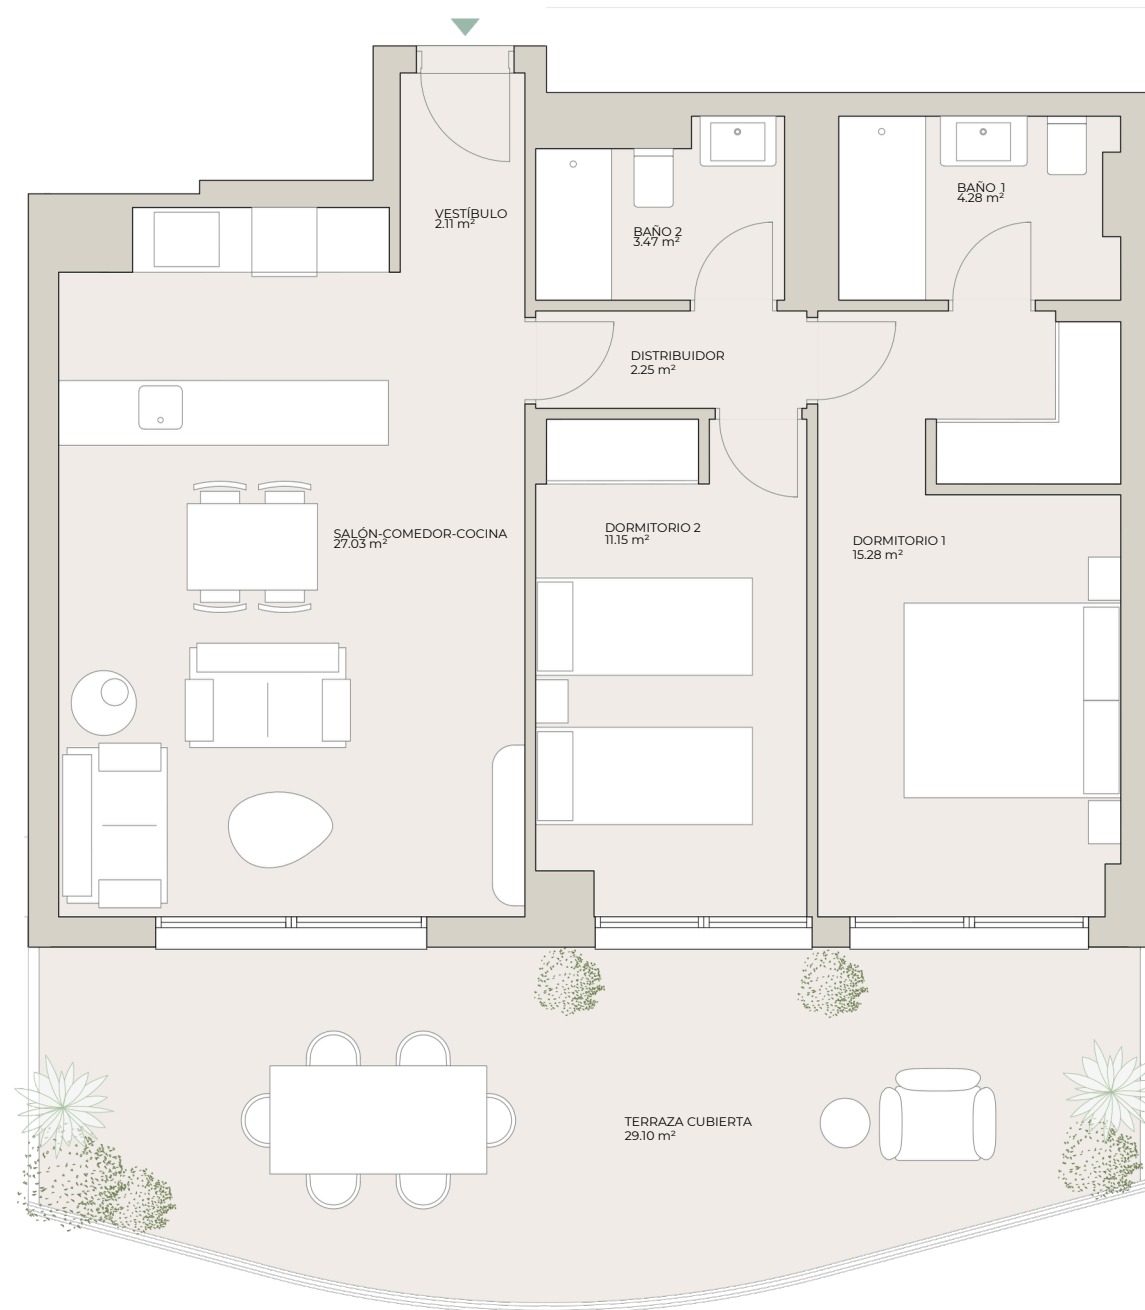 VESTÍBULO
2.11 m²
BAÑO 2
3.47 m²
BAÑO 1
4.28 m²
DISTRIBUIDOR
2.25 m²
SALÓN-COMEDOR-COCINA
27.03 m²
DORMITORIO 2
11.15 m²
DORMITORIO 1
15.28 m²
TERRAZA CUBIERTA
29.10 m²